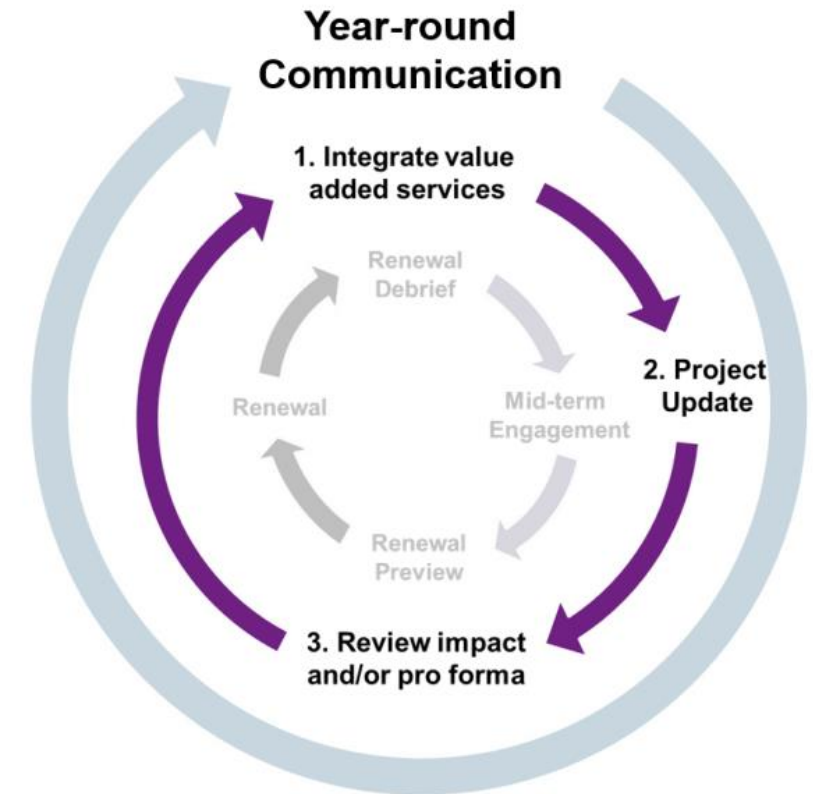 Year-round
Communication
1. Integrate value
added services
Renewal
Debrief
2. Project
Update
Mid-term
Engagement
Renewal
Renewal
Preview
3. Review impact
and/or pro forma